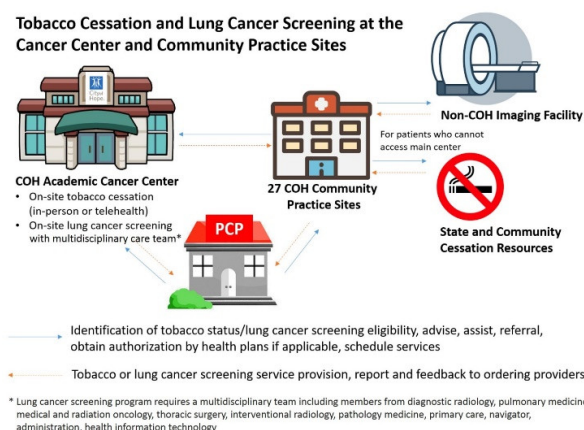 Tobacco Cessation and Lung Cancer Screening at the
Cancer Center and Community Practice Sites
City of
Hope
Non-COH Imaging Facility
For patients who cannot
access main center
COH Academic Cancer Center
• On-site tobacco cessation
(in-person or telehealth)
• On-site lung cancer screening
with multidisciplinary care team*
27 COH Community
Practice Sites
PCP
State and Community
Cessation Resources
Identification of tobacco status/lung cancer screening eligibility, advise, assist, referral,
obtain authorization by health plans if applicable, schedule services
Tobacco or lung cancer screening service provision, report and feedback to ordering providers
* Lung cancer screening program requires a multidisciplinary team including members from diagnostic radiology, pulmonary medicine
medical and radiation oncology, thoracic surgery, interventional radiology, pathology medicine, primary care, navigator,
administration, health information technology